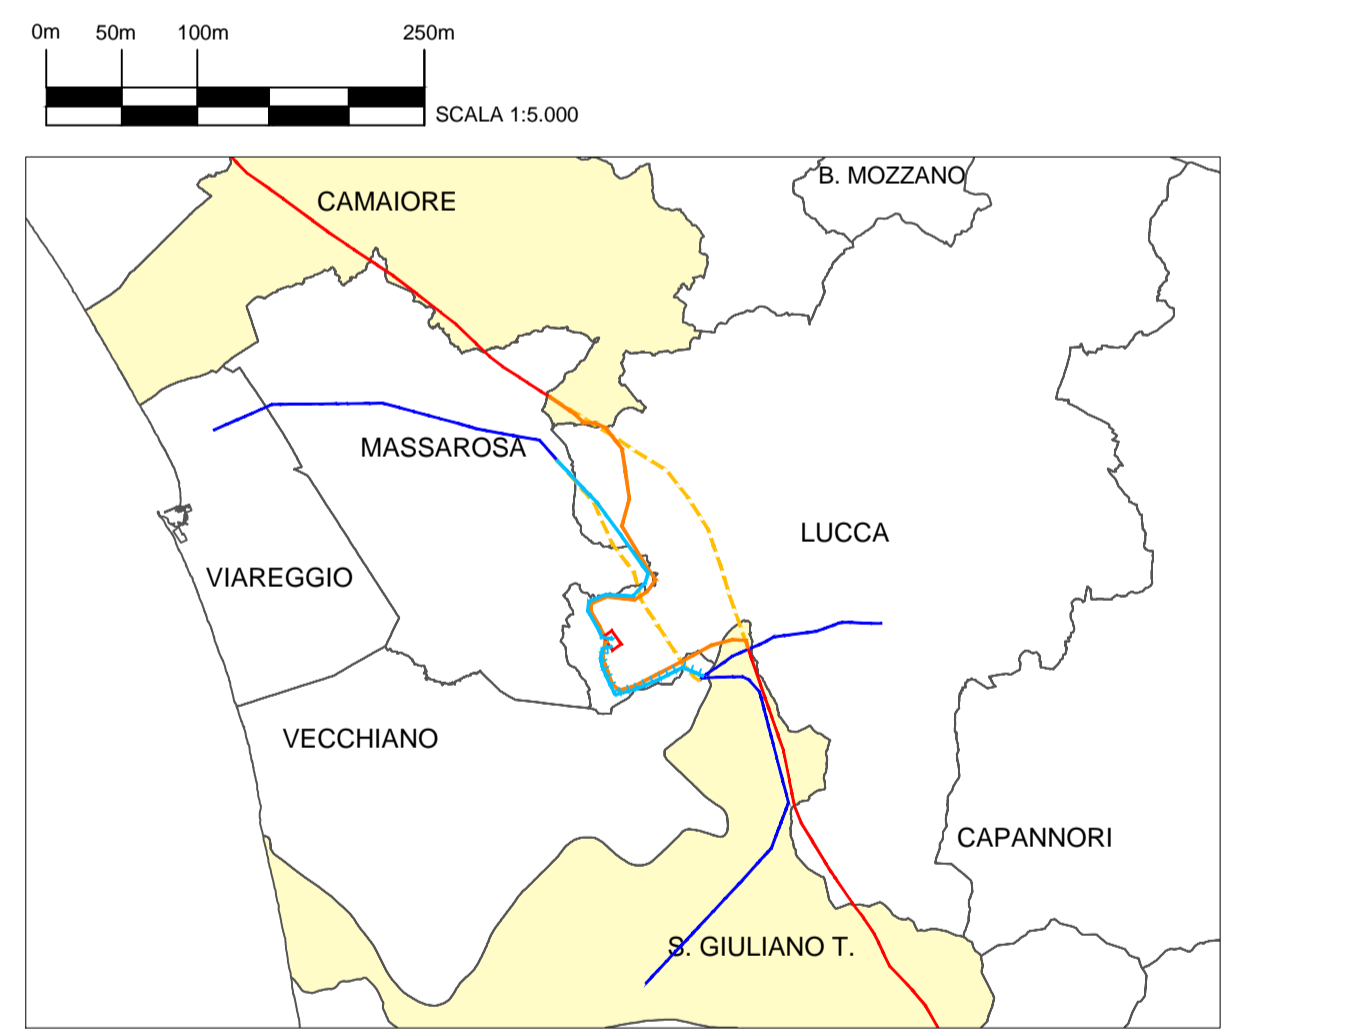 0m 50m 100m 250m
SCALA 1:5.000
B. MOZZANO
CAMAIORE
MASSAROSA
LUCCA
VIAREGGIO
VECCHIANO
CAPANNORI
S. GIULIANO T.